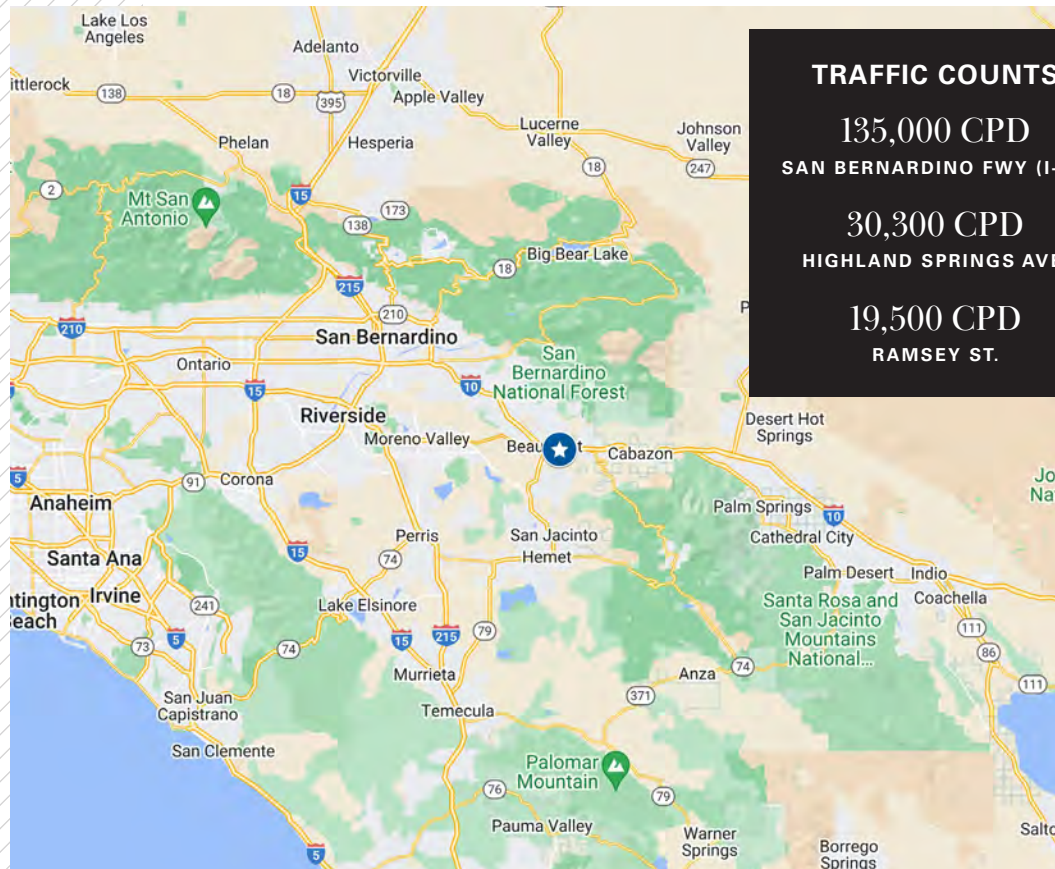 Lake Los
Angeles
Adelanto
ittlerock
138
18
395
Victorville
Apple Valley
Lucerne
Valley
Johnson
Valley
Phelan
Hesperia
18
247
2
Mt San
Antonio
15
173
138
Big Bear Lake
18
215
210
210
San Bernardino
Ontario
San
Bernardino
National Forest
10
15
Riverside
Moreno Valley
Cabazon
Desert Hot
Springs
5
91
Corona
Anaheim
Palm Springs
10
Cathedral City
15
Perris
San Jacinto
Hemet
74
Santa Ana
Irvine
ntington
Beach
Palm Desert
Indio
Coachella
241
Lake Elsinore
Santa Rosa and
San Jacinto
Mountains
National...
5
73
74
15
215
79
111
86
Murrieta
Anza
74
111
San Juan
Capistrano
Temecula
371
San Clemente
Palomar
Mountain
76
79
Pauma Valley
Warner
Springs
Borrego
Springs
Salto
5
TRAFFIC COUNTS
135,000 CPD
SAN BERNARDINO FWY (I-
30,300 CPD
HIGHLAND SPRINGS AVE
19,500 CPD
RAMSEY ST.